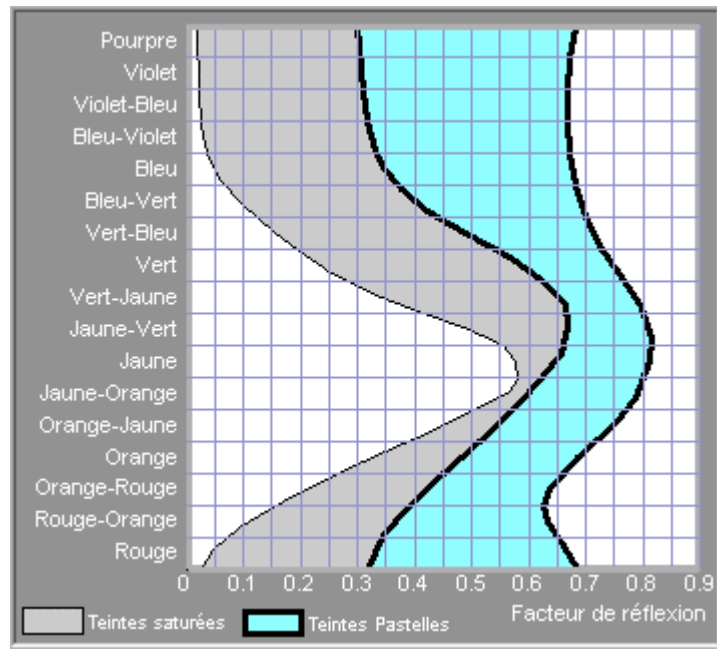 Pourpre
Violet
Violet-Bleu
Bleu-Violet
Bleu
Bleu-Vert
Vert-Bleu
Vert
Vert-Jaune
Jaune-Vert
Jaune
Jaune-Orange
Orange-Jaune
Orange
Orange-Rouge
Rouge-Orange
Rouge
0 0.1 0.2 0.3 0.4 0.5 0.6 0.7 0.8 0.9
Facteur de réflexion
Teintes saturées Teintes Pastelles